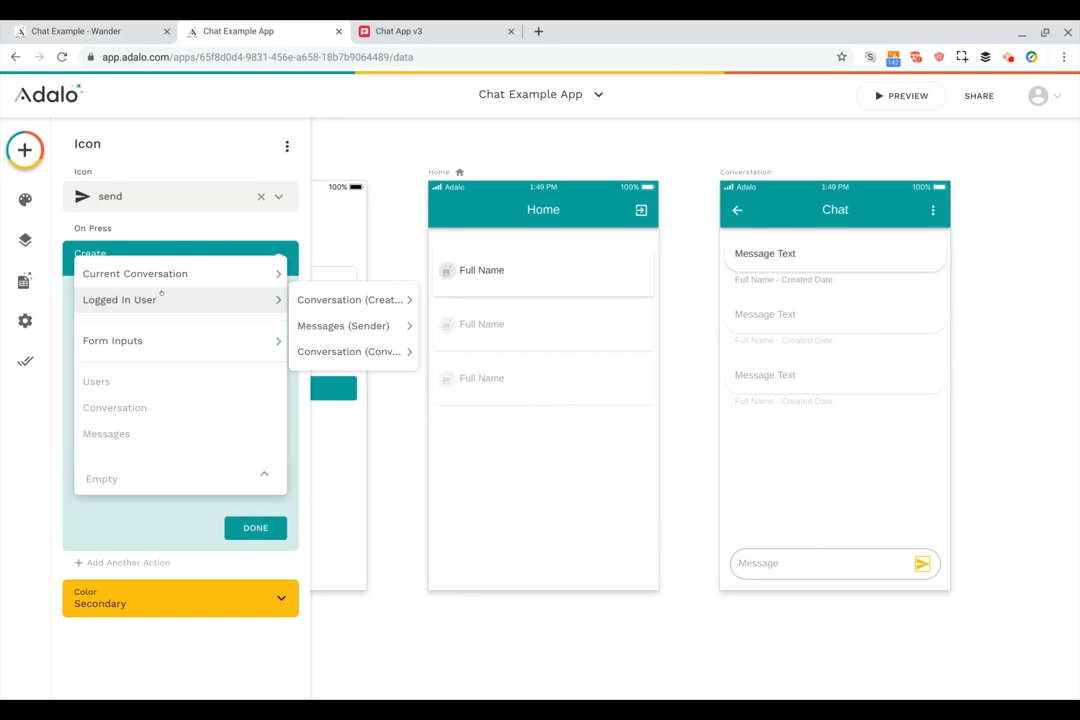 Chat Example - Wander
Chat Example App
Chat App v3
app.adalo.com/apps/65f8d0d4-9831-456e-a658-18b7b9064489/data
142
Adalo
Chat Example App
PREVIEW
SHARE
Icon
Icon
send
On Press
Create
Current Conversation
Logged In User
Form Inputs
Users
Conversation
Messages
Empty
DONE
+ Add Another Action
Color
Secondary
Conversation (Creat...
Messages (Sender)
Conversation (Conv...
100%
Home
Adalo 1:49 PM 100%
Home
Full Name
Full Name
Full Name
Converstation
Adalo 1:49 PM 100%
Chat
Message Text
Full Name - Created Date
Message Text
Full Name - Created Date
Message Text
Full Name - Created Date
Message